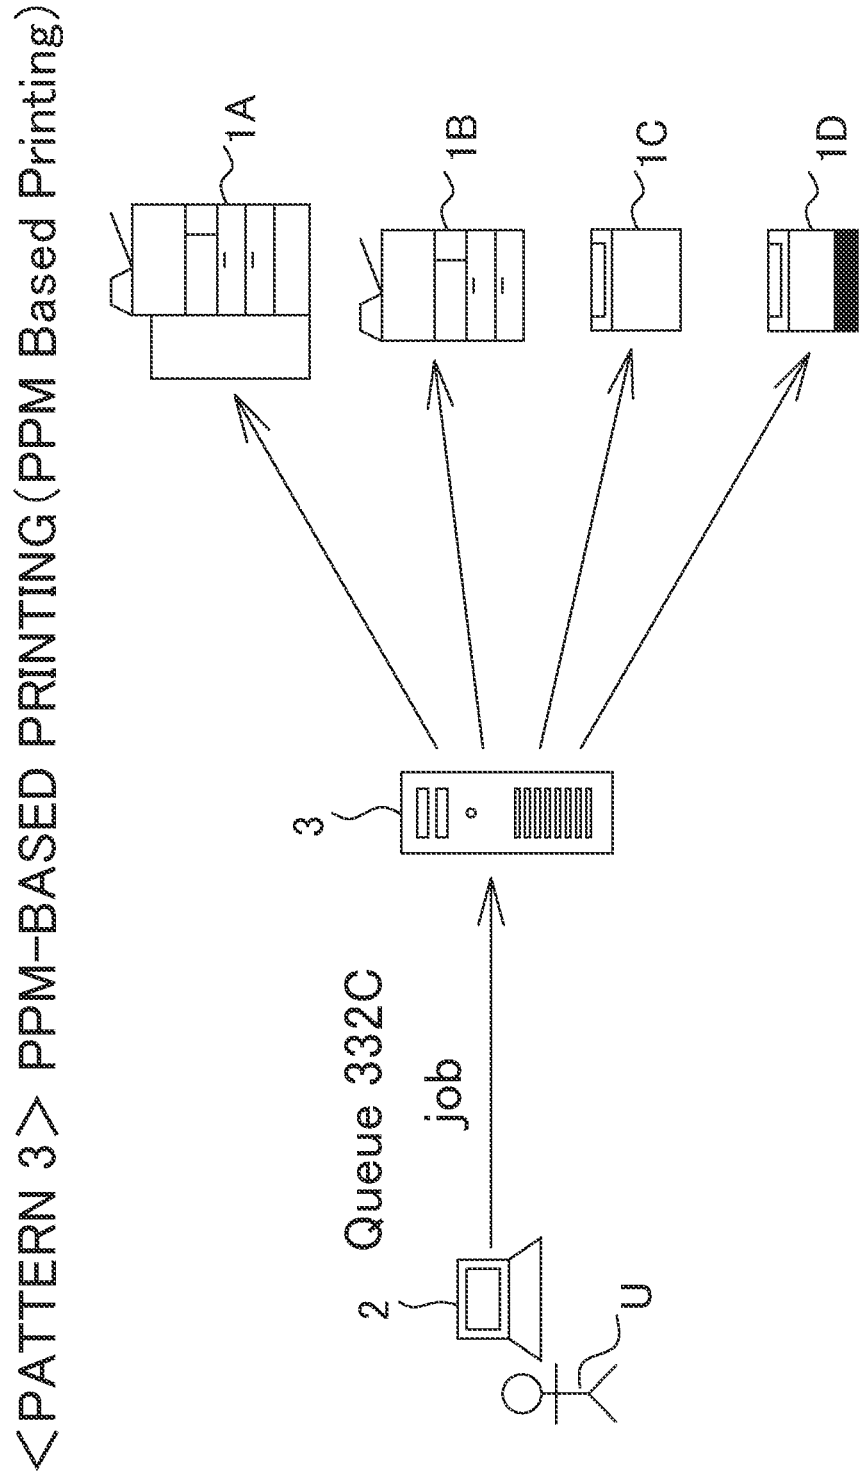 <PATTERN 3> PPM-BASED PRINTING(PPM Based Printing)
1A
3
1B
Queue 332C
job
2
1C
U
1D